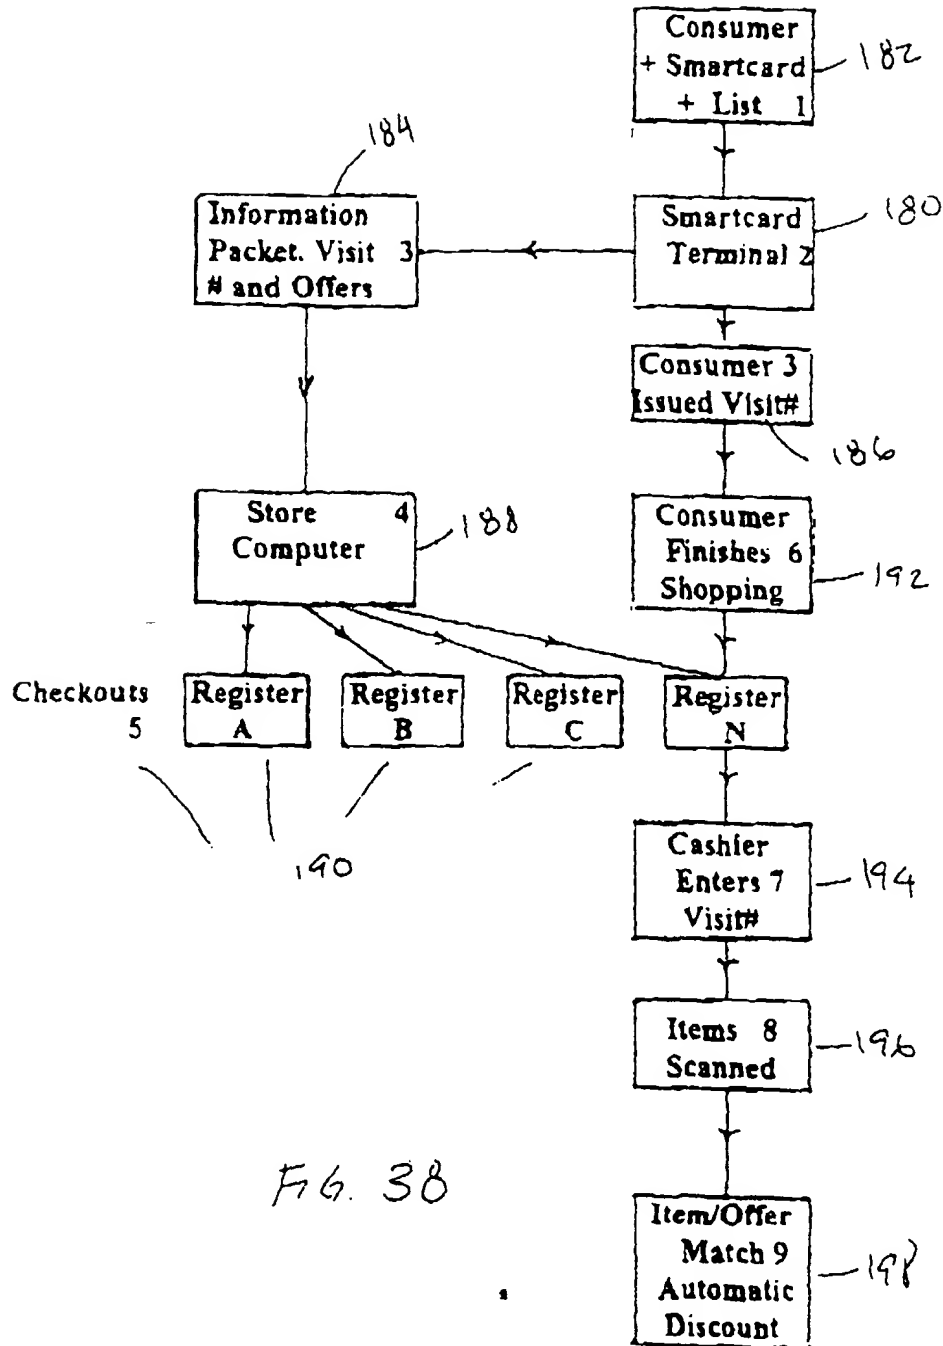 Consumer
+ Smartcard
+ List 1
182
184
Information
Packet. Visit 3
# and Offers
Smartcard
Terminal 2
180
Consumer 3
Issued Visit#
186
Store 4
Computer
188
Consumer
Finishes 6
Shopping
192
Checkouts
5
Register
A
Register
B
Register
C
Register
N
190
Cashier
Enters 7
Visit#
194
Items 8
Scanned
196
Item/Offer
Match 9
Automatic
Discount
198
FIG. 38